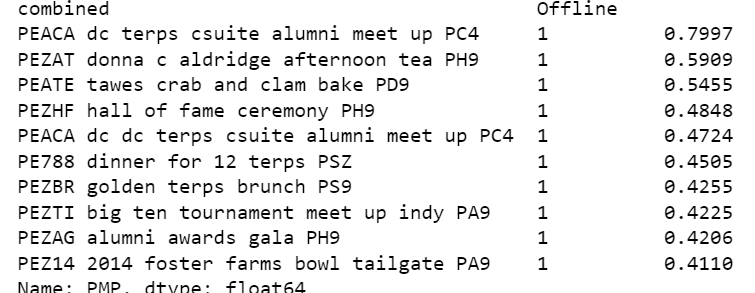 combined Offline
PEACA dc terps csuite alumni meet up PC4 1 0.7997
PEZAT donna c aldridge afternoon tea PH9 1 0.5909
PEATE tawes crab and clam bake PD9 1 0.5455
PEZHF hall of fame ceremony PH9 1 0.4848
PEACA dc dc terps csuite alumni meet up PC4 1 0.4724
PE788 dinner for 12 terps PSZ 1 0.4505
PEZBR golden terps brunch PS9 1 0.4255
PEZTI big ten tournament meet up indy PA9 1 0.4225
PEZAG alumni awards gala PH9 1 0.4206
PEZ14 2014 foster farms bowl tailgate PA9 1 0.4110
Name: PMP, dtype: float64